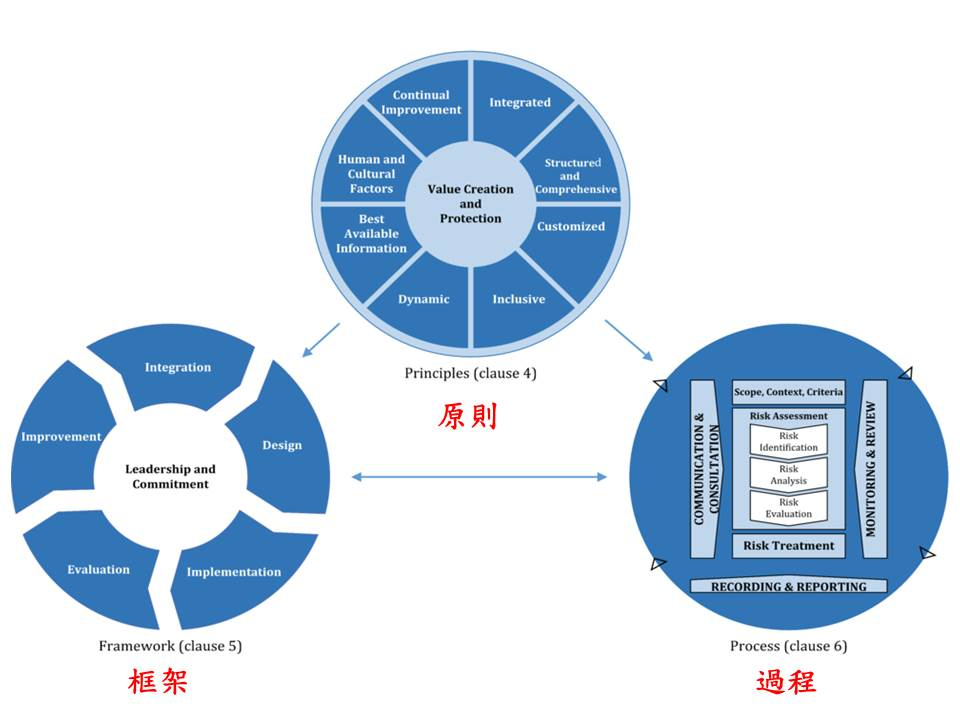 Continual
Improvement
Integrated
Human and
Cultural
Factors
Structured
and
Comprehensive
Value Creation
and
Protection
Best
Available
Information
Customized
Dynamic
Inclusive
Principles (clause 4)
原則
Integration
Improvement
Design
Leadership and
Commitment
Evaluation
Implementation
Framework (clause 5)
框架
Scope, Context, Criteria
Risk Assessment
Risk
Identification
Risk
Analysis
Risk
Evaluation
Risk Treatment
COMMUNICATION &
CONSULTATION
MONITORING & REVIEW
RECORDING & REPORTING
Process (clause 6)
過程